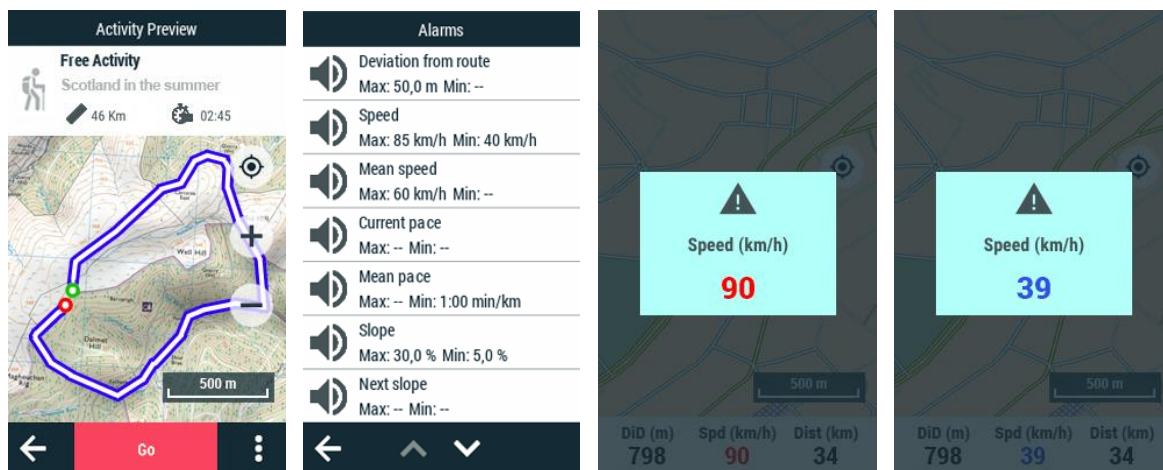 Activity Preview
Free Activity
Scotland in the summer
46 Km 02:45
Well Hill
Dalmet
Hill
500 m
Go
Alarms
Deviation from route
Max: 50,0 m Min: --
Speed
Max: 85 km/h Min: 40 km/h
Mean speed
Max: 60 km/h Min: --
Current pace
Max: -- Min: --
Mean pace
Max: -- Min: 1:00 min/km
Slope
Max: 30,0 % Min: 5,0 %
Next slope
Max: -- Min: --
Speed (km/h)
90
500 m
DiD (m) Spd (km/h) Dist (km)
798 90 34
Speed (km/h)
39
500 m
DiD (m) Spd (km/h) Dist (km)
798 39 34